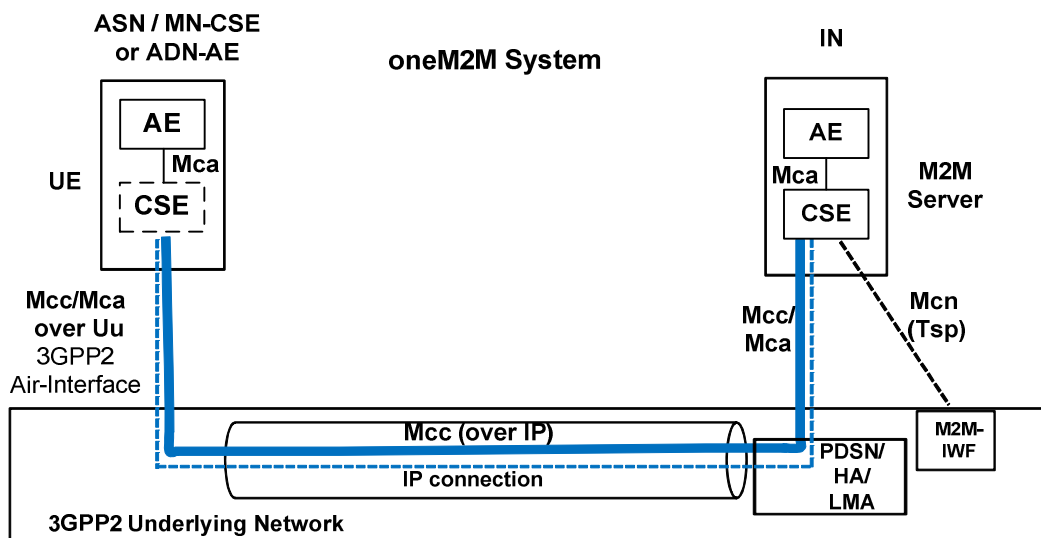 ASN / MN-CSE
or ADN-AE
oneM2M System
IN
AE
Mca
CSE
UE
AE
Mca
CSE
M2M
Server
Mcc/Mca
over Uu
3GPP2
Air-Interface
Mcc/
Mca
Mcn
(Tsp)
Mcc (over IP)
IP connection
PDSN/
HA/
LMA
M2M-
IWF
3GPP2 Underlying Network